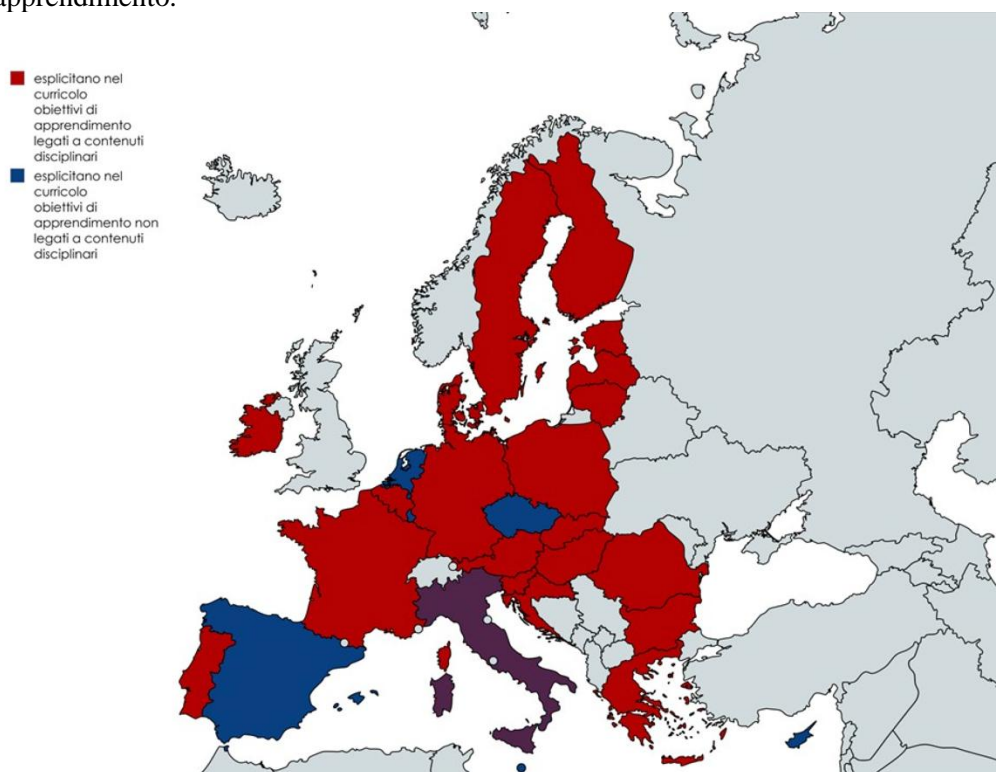 apprendimento.
esplicitano nel
curricolo
obiettivi di
apprendimento
legati a contenuti
disciplinari
esplicitano nel
curricolo
obiettivi di
apprendimento non
legati a contenuti
disciplinari